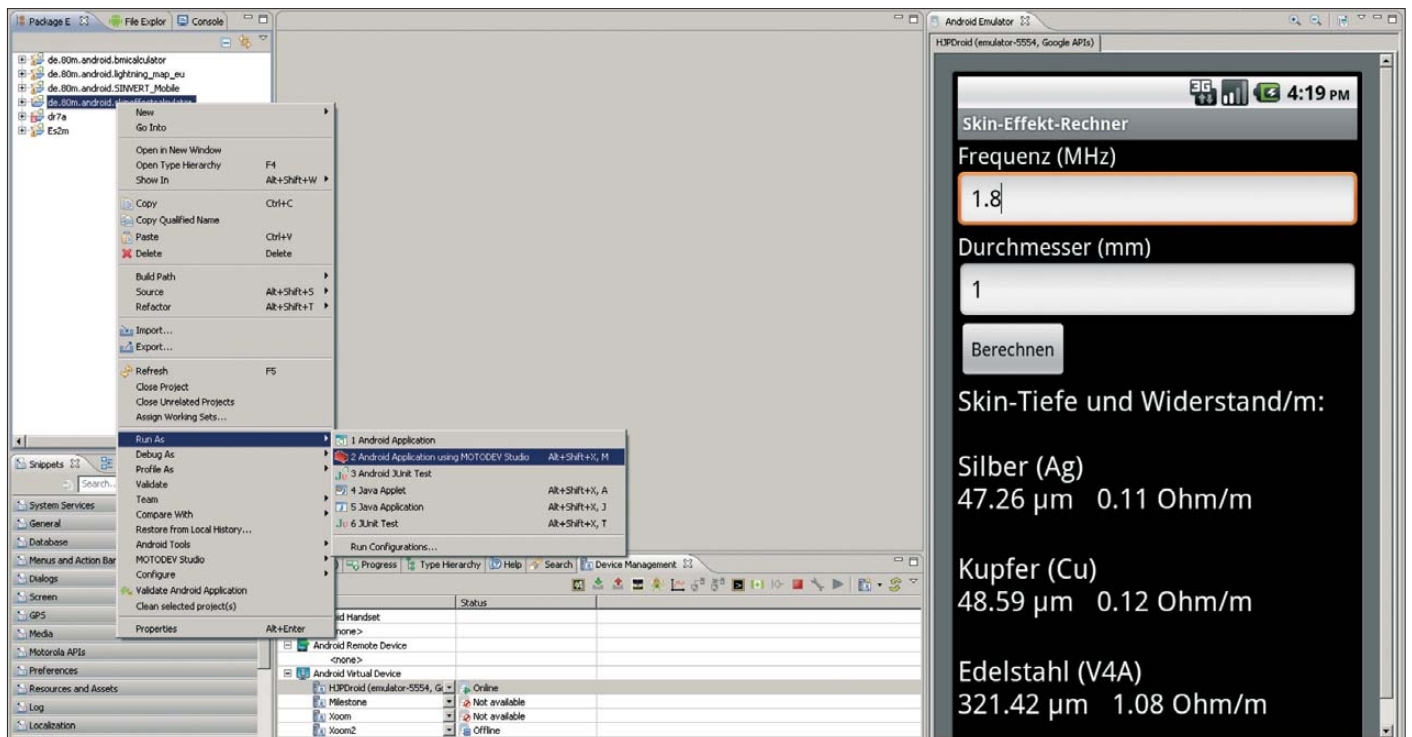 Package E
File Explor
Console
de.80m.android.bmicalculator
de.80m.android.lightning_map_eu
de.80m.android.SINVERT_Mobile
de.80m.android.
dr7a
Es2m
New
Go Into
Open in New Window
Open Type Hierarchy F4
Show In Alt+Shift+W
Copy Ctrl+C
Copy Qualified Name
Paste Ctrl+V
Delete Delete
Build Path
Source Alt+Shift+S
Refactor Alt+Shift+T
Import...
Export...
Refresh F5
Close Project
Close Unrelated Projects
Assign Working Sets...
Run As
Debug As
Profile As
Validate
Team
Compare With
Restore from Local History...
Android Tools
MOTODEV Studio
Configure
Validate Android Application
Clean selected project(s)
Properties Alt+Enter
1 Android Application
2 Android Application using MOTODEV Studio Alt+Shift+X, M
3 Android JUnit Test
4 Java Applet Alt+Shift+X, A
5 Java Application Alt+Shift+X, J
6 JUnit Test Alt+Shift+X, T
Run Configurations...
Snippets
Search
System Services
General
Database
Menus and Action Bar
Dialogs
Screen
GPS
Media
Motorola APIs
Preferences
Resources and Assets
Log
Localization
Progress
Type Hierarchy
Help
Search
Device Management
Status
Handset
Android Remote Device
<none>
Android Virtual Device
HJPDroid (emulator-5554, Online
Milestone Not available
Xoom Not available
Xoom2 Offline
Android Emulator
HJPDroid (emulator-5554, Google APIs)
3G 4:19 PM
Skin-Effekt-Rechner
Frequenz (MHz)
1.8
Durchmesser (mm)
1
Berechnen
Skin-Tiefe und Widerstand/m:
Silber (Ag)
47.26 µm 0.11 Ohm/m
Kupfer (Cu)
48.59 µm 0.12 Ohm/m
Edelstahl (V4A)
321.42 µm 1.08 Ohm/m